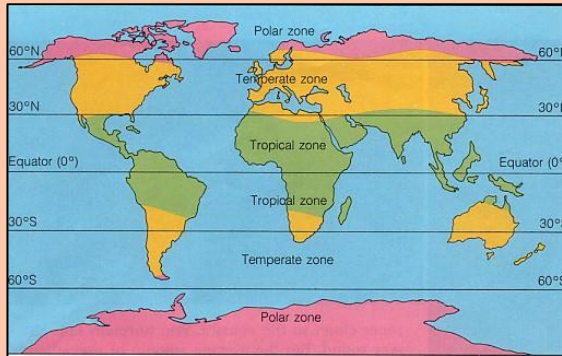 Polar zone
60°N
60°N
Temperate zone
30°N
30°N
Tropical zone
Equator (0°)
Equator (0°)
Tropical zone
30°S
30°S
Temperate zone
60°S
60°S
Polar zone